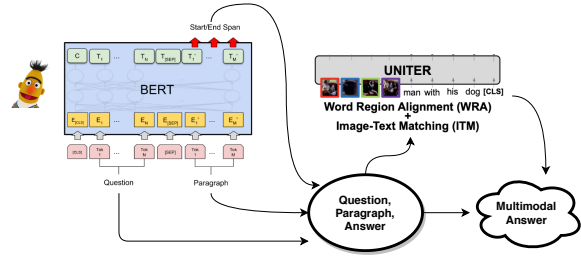 Start/End Span
C T1 ... TN T[SEP] T1' ... TM
BERT
E[CLS] E1 ... EN E[SEP] E1' ... EM
[CLS] Tok 1 ... Tok N [SEP] Tok 1 ... Tok M
Question
Paragraph
UNITER
man with his dog [CLS]
Word Region Alignment (WRA)
+
Image-Text Matching (ITM)
Question,
Paragraph,
Answer
Multimodal
Answer